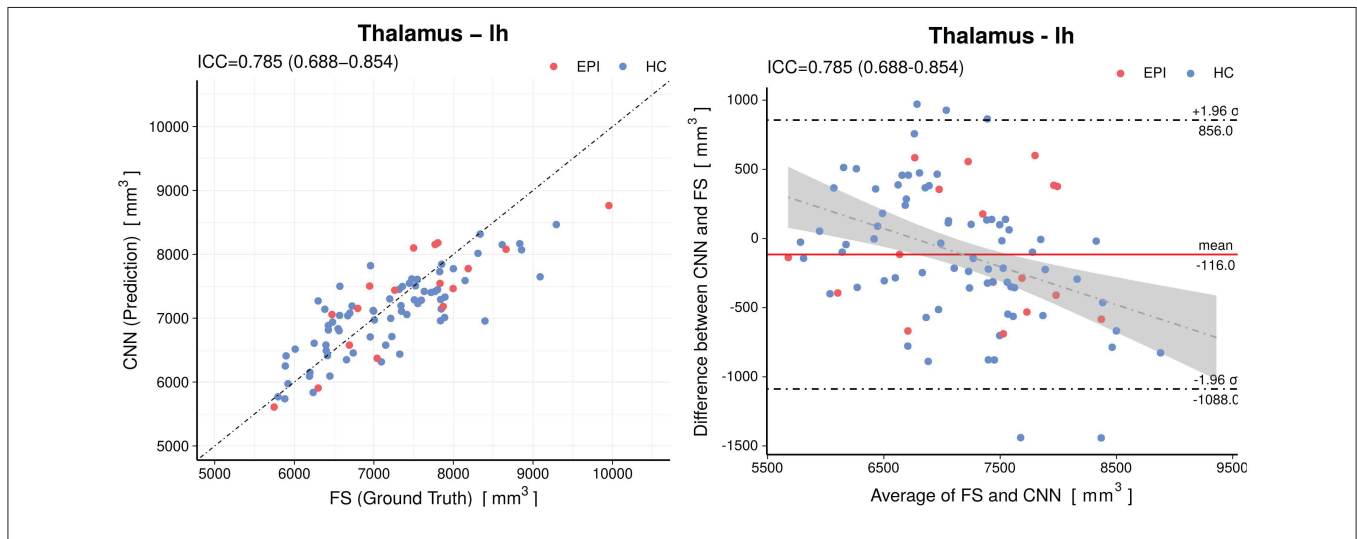 Thalamus – lh
ICC=0.785 (0.688–0.854)
EPI HC
CNN (Prediction) [ mm3 ]
10000
9000
8000
7000
6000
5000
5000 6000 7000 8000 9000 10000
FS (Ground Truth) [ mm3 ]
Thalamus - lh
ICC=0.785 (0.688-0.854)
EPI HC
Difference between CNN and FS [ mm3 ]
1000
500
0
-500
-1000
-1500
+1.96 σ
856.0
mean
-116.0
-1.96 σ
-1088.0
5500 6500 7500 8500 9500
Average of FS and CNN [ mm3 ]